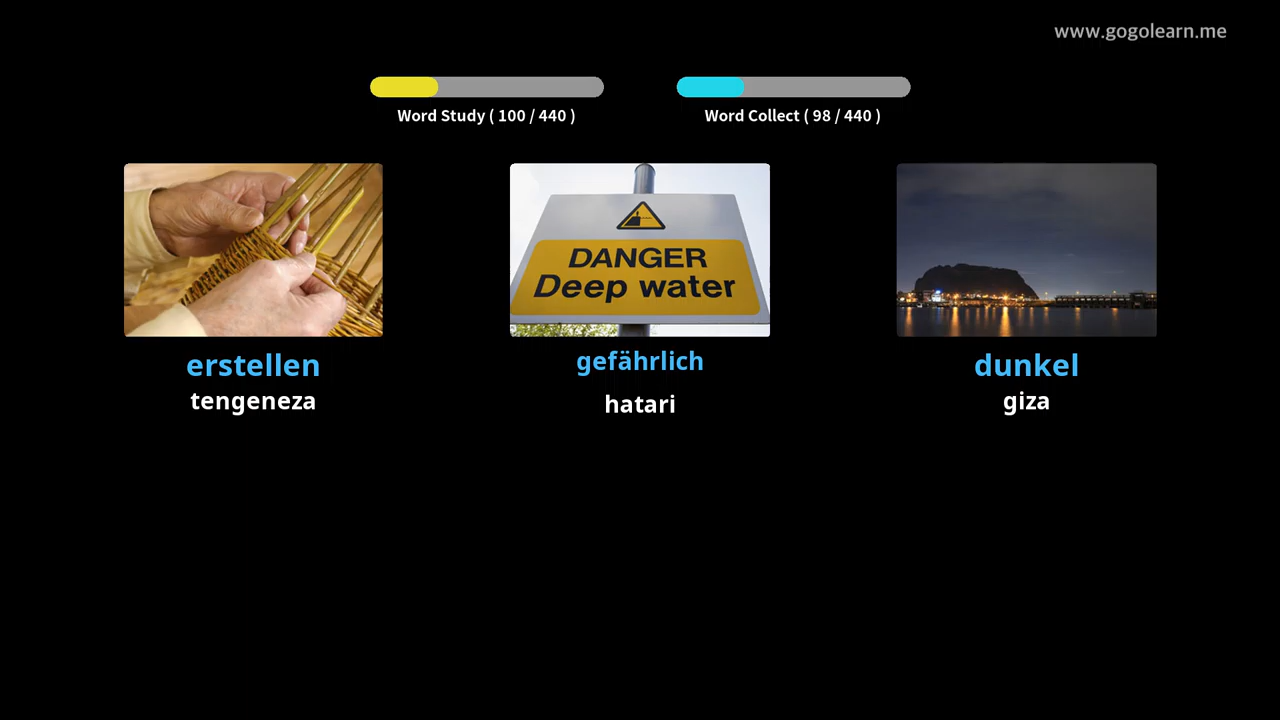 www.gogolearn.me
Word Study ( 100 / 440 )
Word Collect ( 98 / 440 )
DANGER
Deep water
erstellen
tengeneza
gefährlich
hatari
dunkel
giza